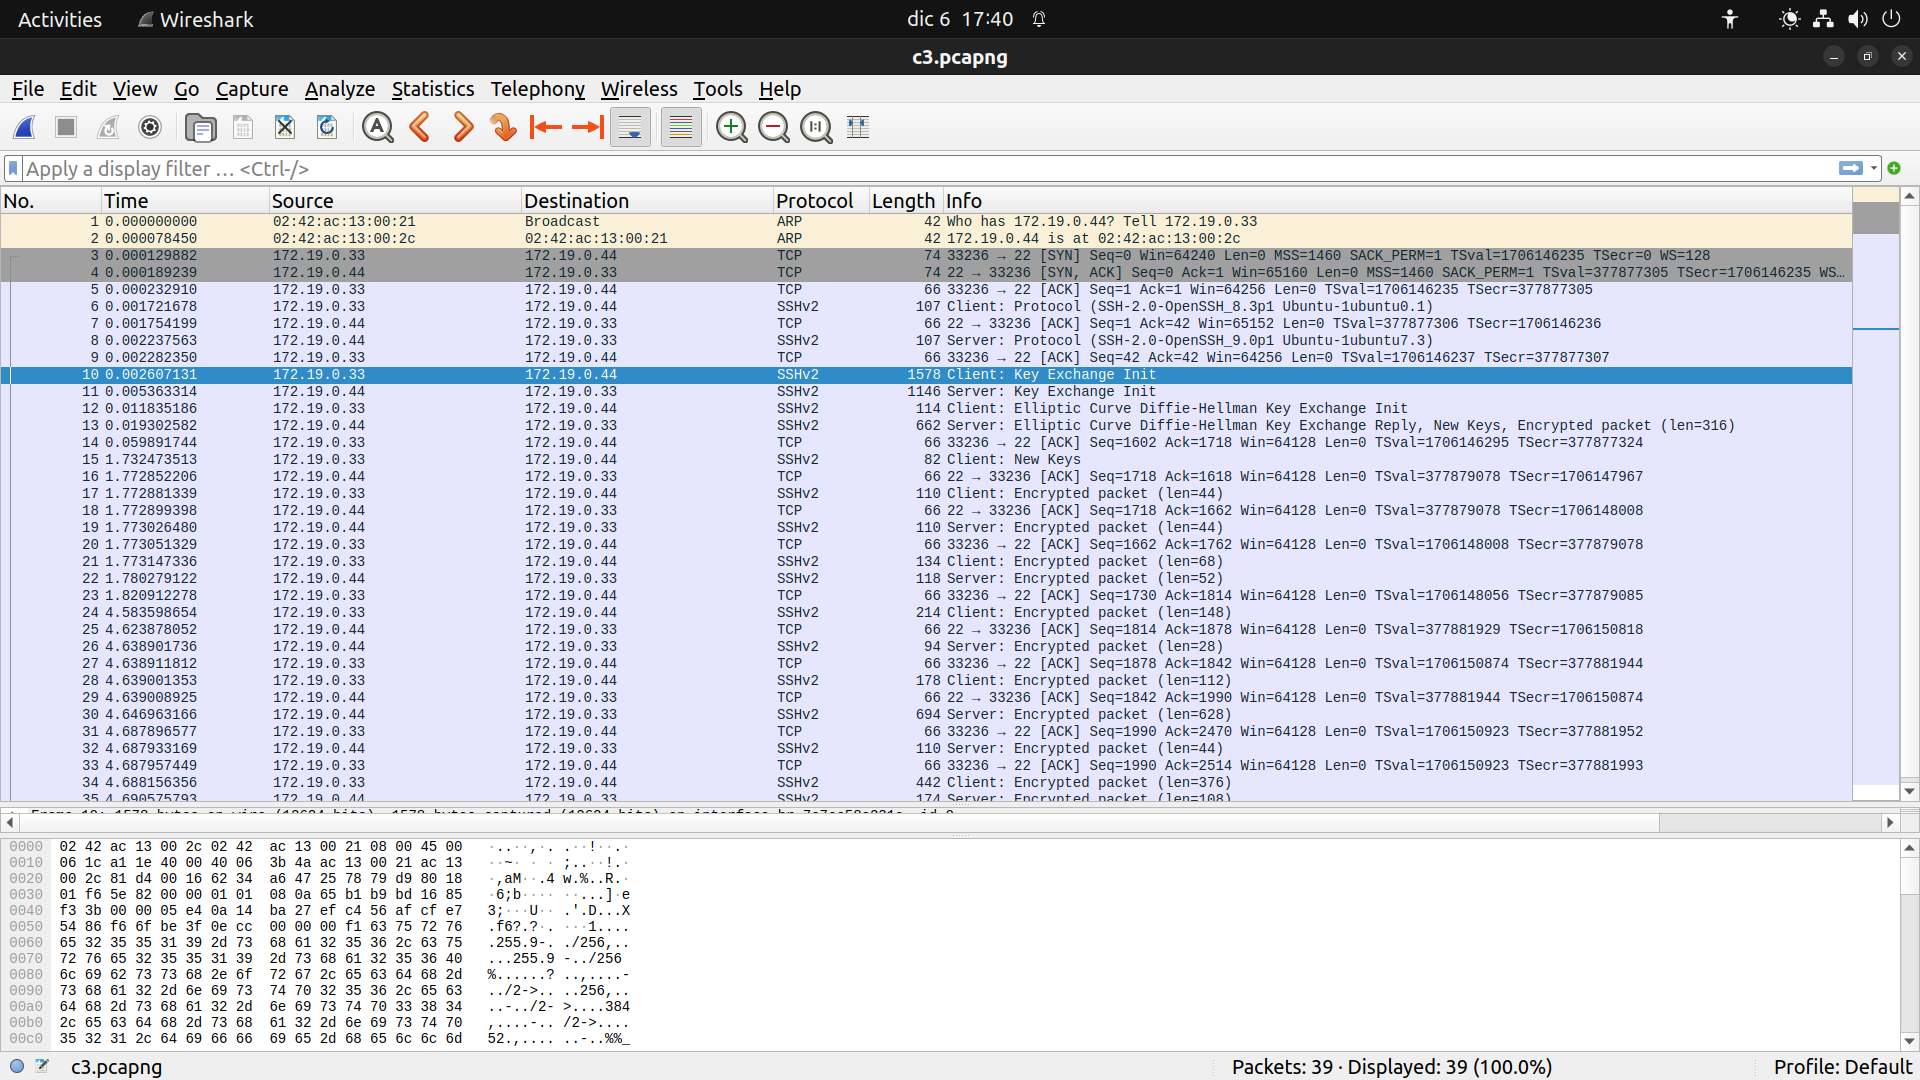 Activities Wireshark dic 6 17:40
c3.pcapng
File Edit View Go Capture Analyze Statistics Telephony Wireless Tools Help
Apply a display filter … <Ctrl-/>
No. Time Source Destination Protocol Length Info
1 0.000000000 02:42:ac:13:00:21 Broadcast ARP 42 Who has 172.19.0.44? Tell 172.19.0.33
2 0.000078450 02:42:ac:13:00:2c 02:42:ac:13:00:21 ARP 42 172.19.0.44 is at 02:42:ac:13:00:2c
3 0.000129882 172.19.0.33 172.19.0.44 TCP 74 33236 → 22 [SYN] Seq=0 Win=64240 Len=0 MSS=1460 SACK_PERM=1 TSval=1706146235 TSecr=0 WS=128
4 0.000189239 172.19.0.44 172.19.0.33 TCP 74 22 → 33236 [SYN, ACK] Seq=0 Ack=1 Win=65160 Len=0 MSS=1460 SACK_PERM=1 TSval=377877305 TSecr=1706146235 WS…
5 0.000232910 172.19.0.33 172.19.0.44 TCP 66 33236 → 22 [ACK] Seq=1 Ack=1 Win=64256 Len=0 TSval=1706146235 TSecr=377877305
6 0.001721678 172.19.0.33 172.19.0.44 SSHv2 107 Client: Protocol (SSH-2.0-OpenSSH_8.3p1 Ubuntu-1ubuntu0.1)
7 0.001754199 172.19.0.44 172.19.0.33 TCP 66 22 → 33236 [ACK] Seq=1 Ack=42 Win=65152 Len=0 TSval=377877306 TSecr=1706146236
8 0.002237563 172.19.0.44 172.19.0.33 SSHv2 107 Server: Protocol (SSH-2.0-OpenSSH_9.0p1 Ubuntu-1ubuntu7.3)
9 0.002282350 172.19.0.33 172.19.0.44 TCP 66 33236 → 22 [ACK] Seq=42 Ack=42 Win=64256 Len=0 TSval=1706146237 TSecr=377877307
10 0.002607131 172.19.0.33 172.19.0.44 SSHv2 1578 Client: Key Exchange Init
11 0.005363314 172.19.0.44 172.19.0.33 SSHv2 1146 Server: Key Exchange Init
12 0.011835186 172.19.0.33 172.19.0.44 SSHv2 114 Client: Elliptic Curve Diffie-Hellman Key Exchange Init
13 0.019302582 172.19.0.44 172.19.0.33 SSHv2 662 Server: Elliptic Curve Diffie-Hellman Key Exchange Reply, New Keys, Encrypted packet (len=316)
14 0.059891744 172.19.0.33 172.19.0.44 TCP 66 33236 → 22 [ACK] Seq=1602 Ack=1718 Win=64128 Len=0 TSval=1706146295 TSecr=377877324
15 1.732473513 172.19.0.33 172.19.0.44 SSHv2 82 Client: New Keys
16 1.772852206 172.19.0.44 172.19.0.33 TCP 66 22 → 33236 [ACK] Seq=1718 Ack=1618 Win=64128 Len=0 TSval=377879078 TSecr=1706147967
17 1.772881339 172.19.0.33 172.19.0.44 SSHv2 110 Client: Encrypted packet (len=44)
18 1.772899398 172.19.0.44 172.19.0.33 TCP 66 22 → 33236 [ACK] Seq=1718 Ack=1662 Win=64128 Len=0 TSval=377879078 TSecr=1706148008
19 1.773026480 172.19.0.44 172.19.0.33 SSHv2 110 Server: Encrypted packet (len=44)
20 1.773051329 172.19.0.33 172.19.0.44 TCP 66 33236 → 22 [ACK] Seq=1662 Ack=1762 Win=64128 Len=0 TSval=1706148008 TSecr=377879078
21 1.773147336 172.19.0.33 172.19.0.44 SSHv2 134 Client: Encrypted packet (len=68)
22 1.780279122 172.19.0.44 172.19.0.33 SSHv2 118 Server: Encrypted packet (len=52)
23 1.820912278 172.19.0.33 172.19.0.44 TCP 66 33236 → 22 [ACK] Seq=1730 Ack=1814 Win=64128 Len=0 TSval=1706148056 TSecr=377879085
24 4.583598654 172.19.0.33 172.19.0.44 SSHv2 214 Client: Encrypted packet (len=148)
25 4.623878052 172.19.0.44 172.19.0.33 TCP 66 22 → 33236 [ACK] Seq=1814 Ack=1878 Win=64128 Len=0 TSval=377881929 TSecr=1706150818
26 4.638901736 172.19.0.44 172.19.0.33 SSHv2 94 Server: Encrypted packet (len=28)
27 4.638911812 172.19.0.33 172.19.0.44 TCP 66 33236 → 22 [ACK] Seq=1878 Ack=1842 Win=64128 Len=0 TSval=1706150874 TSecr=377881944
28 4.639001353 172.19.0.33 172.19.0.44 SSHv2 178 Client: Encrypted packet (len=112)
29 4.639008925 172.19.0.44 172.19.0.33 TCP 66 22 → 33236 [ACK] Seq=1842 Ack=1990 Win=64128 Len=0 TSval=377881944 TSecr=1706150874
30 4.646963166 172.19.0.44 172.19.0.33 SSHv2 694 Server: Encrypted packet (len=628)
31 4.687896577 172.19.0.33 172.19.0.44 TCP 66 33236 → 22 [ACK] Seq=1990 Ack=2470 Win=64128 Len=0 TSval=1706150923 TSecr=377881952
32 4.687933169 172.19.0.44 172.19.0.33 SSHv2 110 Server: Encrypted packet (len=44)
33 4.687957449 172.19.0.33 172.19.0.44 TCP 66 33236 → 22 [ACK] Seq=1990 Ack=2514 Win=64128 Len=0 TSval=1706150923 TSecr=377881993
34 4.688156356 172.19.0.33 172.19.0.44 SSHv2 442 Client: Encrypted packet (len=376)
35 4.690575793 172.19.0.44 172.19.0.33 SSHv2 174 Server: Encrypted packet (len=108)
0000 02 42 ac 13 00 2c 02 42 ac 13 00 21 08 00 45 00 ·..··,·. .··!··.·
0010 06 1c a1 1e 40 00 40 06 3b 4a ac 13 00 21 ac 13 ··~· · · ;..··!.·
0020 00 2c 81 d4 00 16 62 34 a6 47 25 78 79 d9 80 18 ·,aM··.4 w.%..R.·
0030 01 f6 5e 82 00 00 01 01 08 0a 65 b1 b9 bd 16 85 ·6;b···· ··...]·e
0040 f3 3b 00 00 05 e4 0a 14 ba 27 ef c4 56 af cf e7 3;···U·· .'.D...X
0050 54 86 f6 6f be 3f 0e cc 00 00 00 f1 63 75 72 76 .f6?.?·. ···1....
0060 65 32 35 35 31 39 2d 73 68 61 32 35 36 2c 63 75 .255.9-. ./256,..
0070 72 76 65 32 35 35 31 39 2d 73 68 61 32 35 36 40 ...255.9 -../256
0080 6c 69 62 73 73 68 2e 6f 72 67 2c 65 63 64 68 2d %......? ..,....-
0090 73 68 61 32 2d 6e 69 73 74 70 32 35 36 2c 65 63 ../2->.. ..256,..
00a0 64 68 2d 73 68 61 32 2d 6e 69 73 74 70 33 38 34 ..-../2- >....384
00b0 2c 65 63 64 68 2d 73 68 61 32 2d 6e 69 73 74 70 ,....-.. /2->....
00c0 35 32 31 2c 64 69 66 66 69 65 2d 68 65 6c 6c 6d 52.,.... ..-..%%_
c3.pcapng Packets: 39 · Displayed: 39 (100.0%) Profile: Default